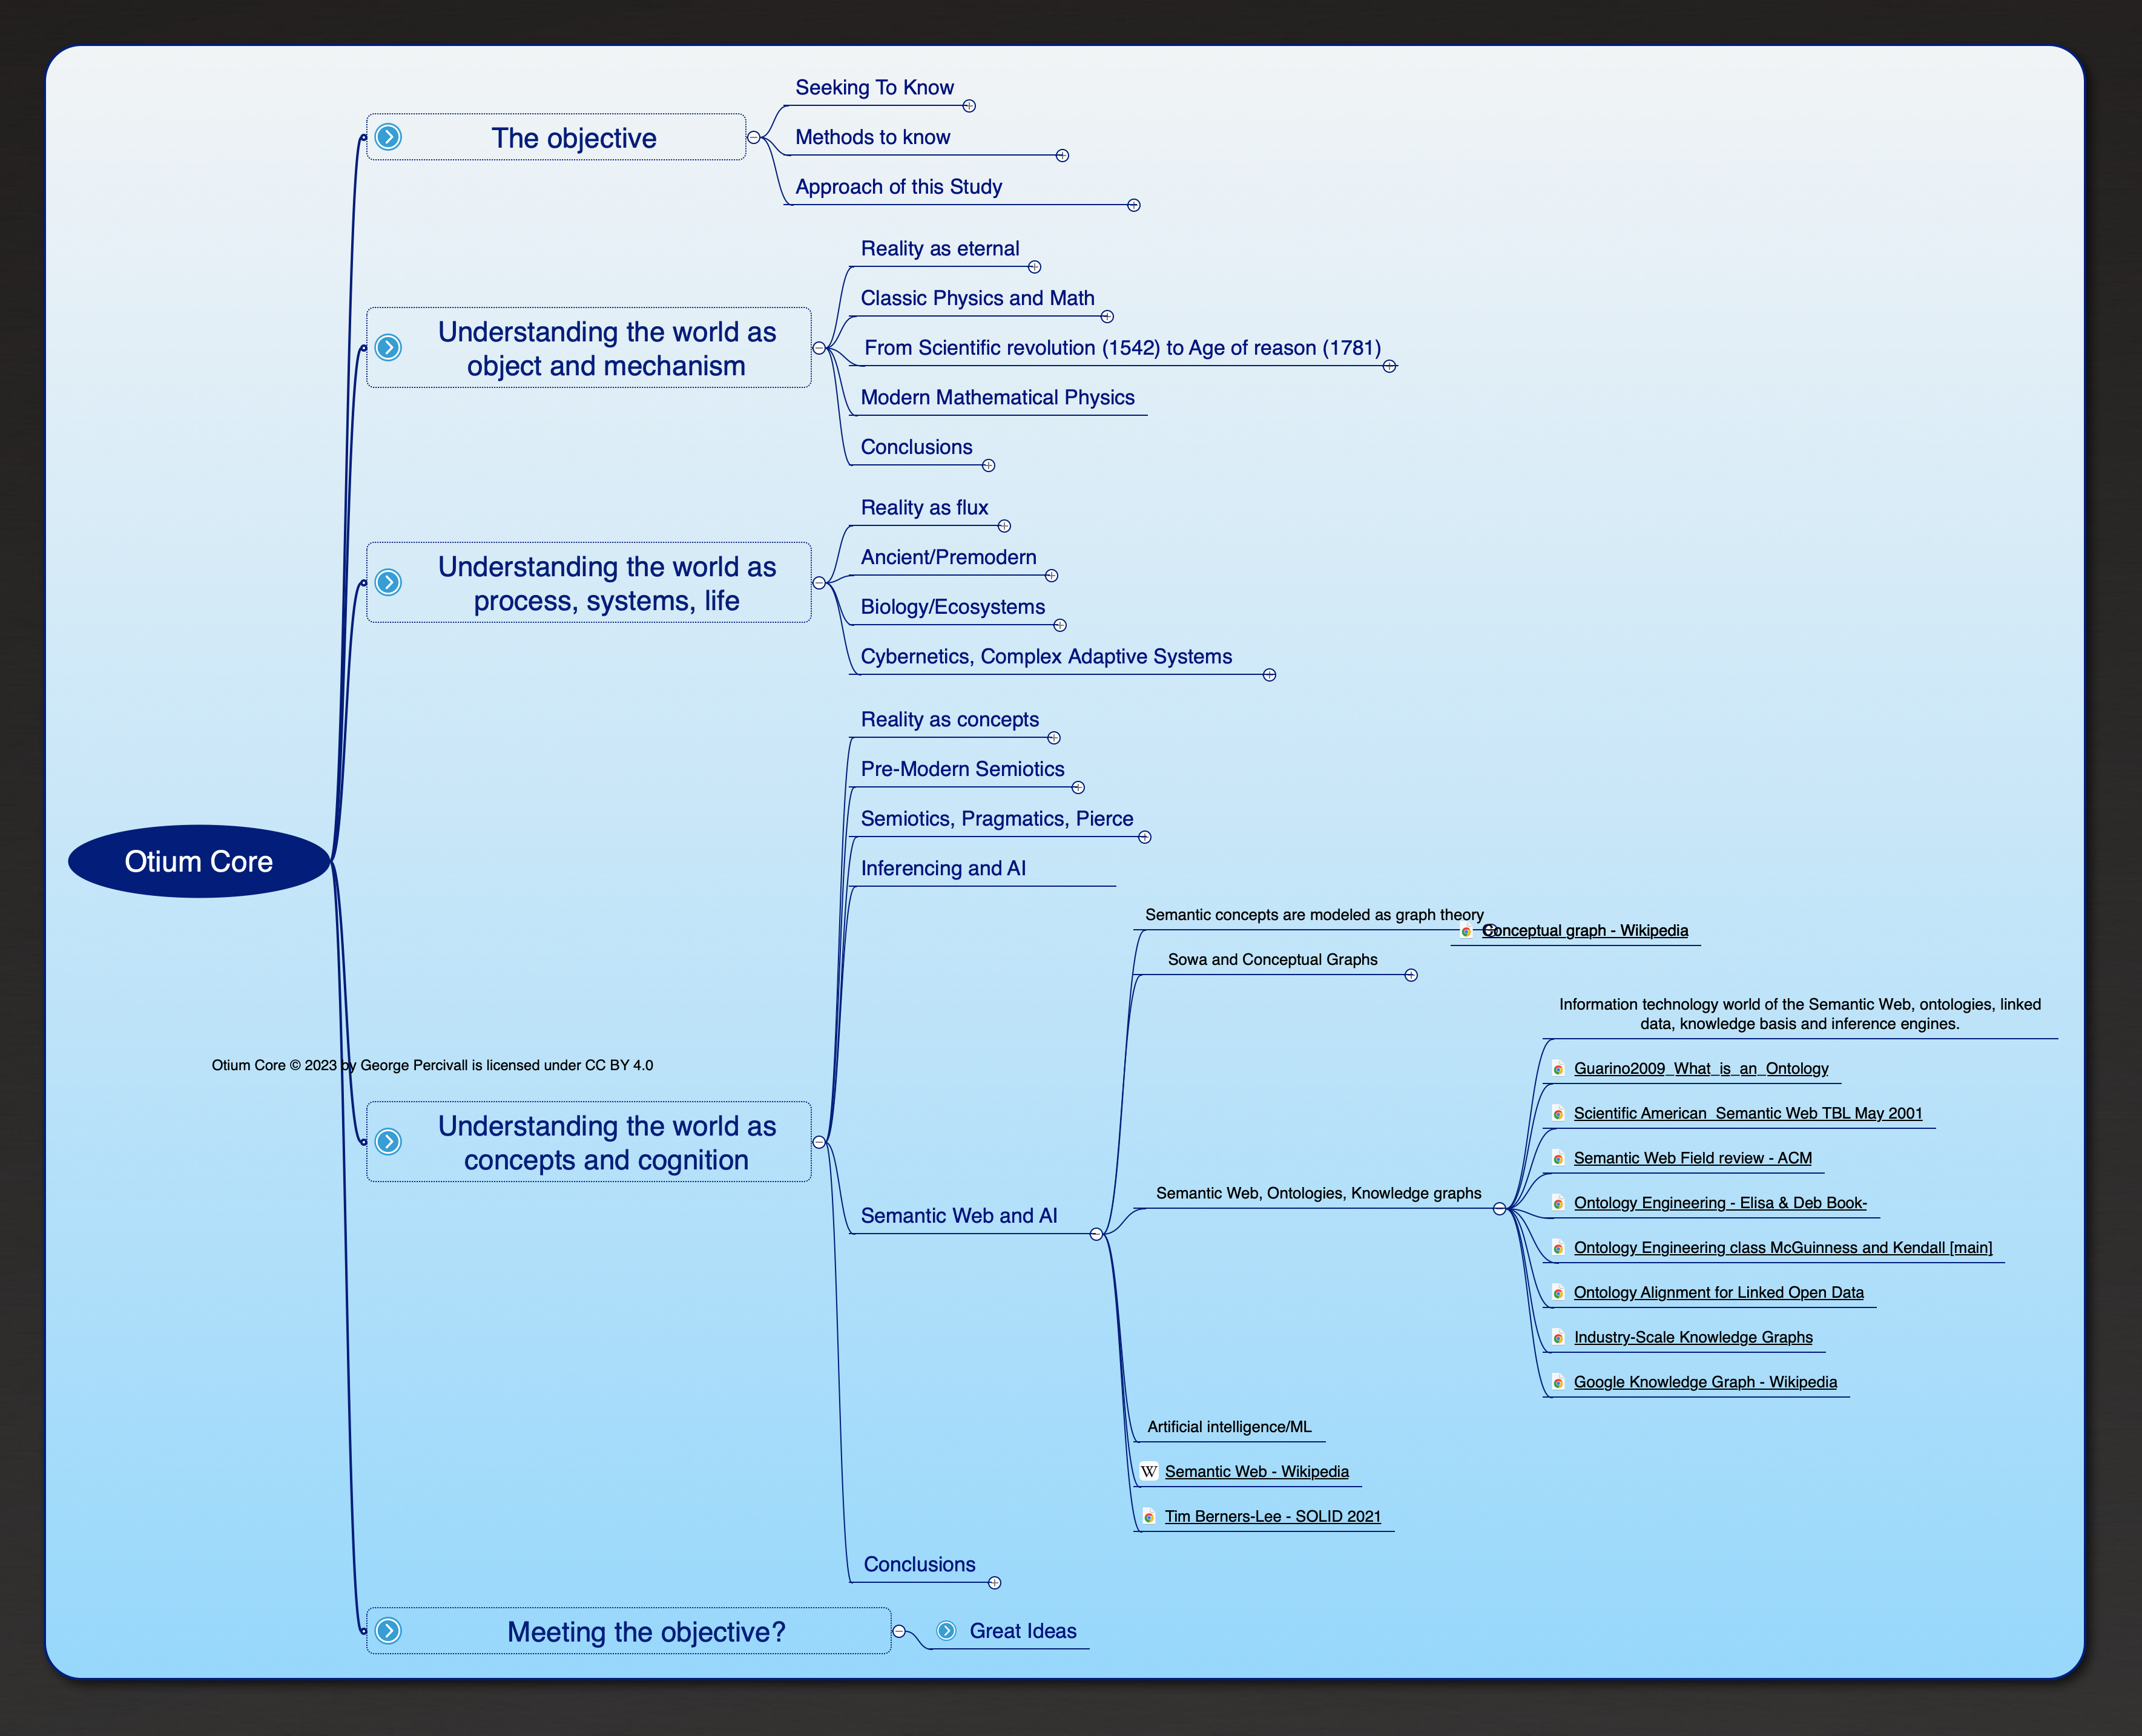 Seeking To Know
The objective
Methods to know
Approach of this Study
Reality as eternal
Classic Physics and Math
Understanding the world as
object and mechanism
From Scientific revolution (1542) to Age of reason (1781)
Modern Mathematical Physics
Conclusions
Reality as flux
Ancient/Premodern
Understanding the world as
process, systems, life
Biology/Ecosystems
Cybernetics, Complex Adaptive Systems
Reality as concepts
Pre-Modern Semiotics
Semiotics, Pragmatics, Pierce
Otium Core
Inferencing and AI
Semantic concepts are modeled as graph theory
Conceptual graph - Wikipedia
Sowa and Conceptual Graphs
Information technology world of the Semantic Web, ontologies, linked
data, knowledge basis and inference engines.
Otium Core © 2023 by George Percivall is licensed under CC BY 4.0
Guarino2009_What_is_an_Ontology
Scientific American_Semantic Web TBL May 2001
Understanding the world as
concepts and cognition
Semantic Web Field review - ACM
Semantic Web, Ontologies, Knowledge graphs
Ontology Engineering - Elisa & Deb Book-
Semantic Web and AI
Ontology Engineering class McGuinness and Kendall [main]
Ontology Alignment for Linked Open Data
Industry-Scale Knowledge Graphs
Google Knowledge Graph - Wikipedia
Artificial intelligence/ML
W Semantic Web - Wikipedia
Tim Berners-Lee - SOLID 2021
Conclusions
Meeting the objective?
Great Ideas